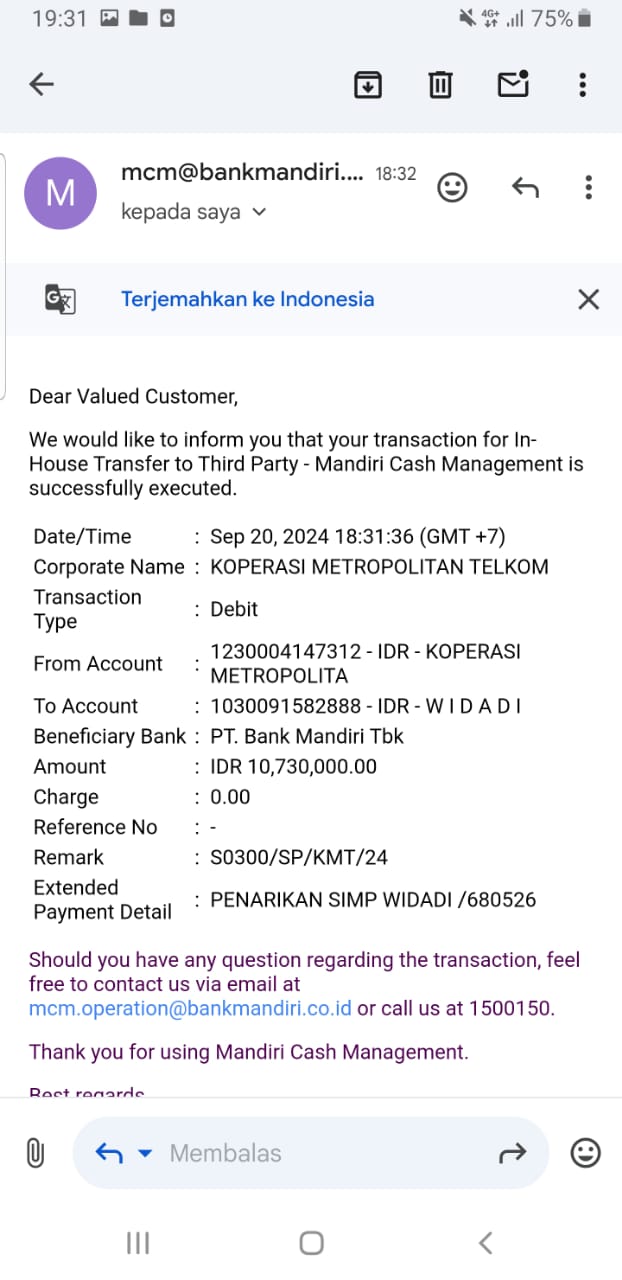 19:31
4G+
75%
M
mcm@bankmandiri.... 18:32
kepada saya
G
Terjemahkan ke Indonesia
Dear Valued Customer,
We would like to inform you that your transaction for In-
House Transfer to Third Party - Mandiri Cash Management is
successfully executed.
Date/Time : Sep 20, 2024 18:31:36 (GMT +7)
Corporate Name : KOPERASI METROPOLITAN TELKOM
Transaction
Type : Debit
From Account : 1230004147312 - IDR - KOPERASI
METROPOLITA
To Account : 1030091582888 - IDR - W I D A D I
Beneficiary Bank : PT. Bank Mandiri Tbk
Amount : IDR 10,730,000.00
Charge : 0.00
Reference No : -
Remark : S0300/SP/KMT/24
Extended
Payment Detail : PENARIKAN SIMP WIDADI /680526
Should you have any question regarding the transaction, feel
free to contact us via email at
mcm.operation@bankmandiri.co.id or call us at 1500150.
Thank you for using Mandiri Cash Management.
Best regards
Membalas